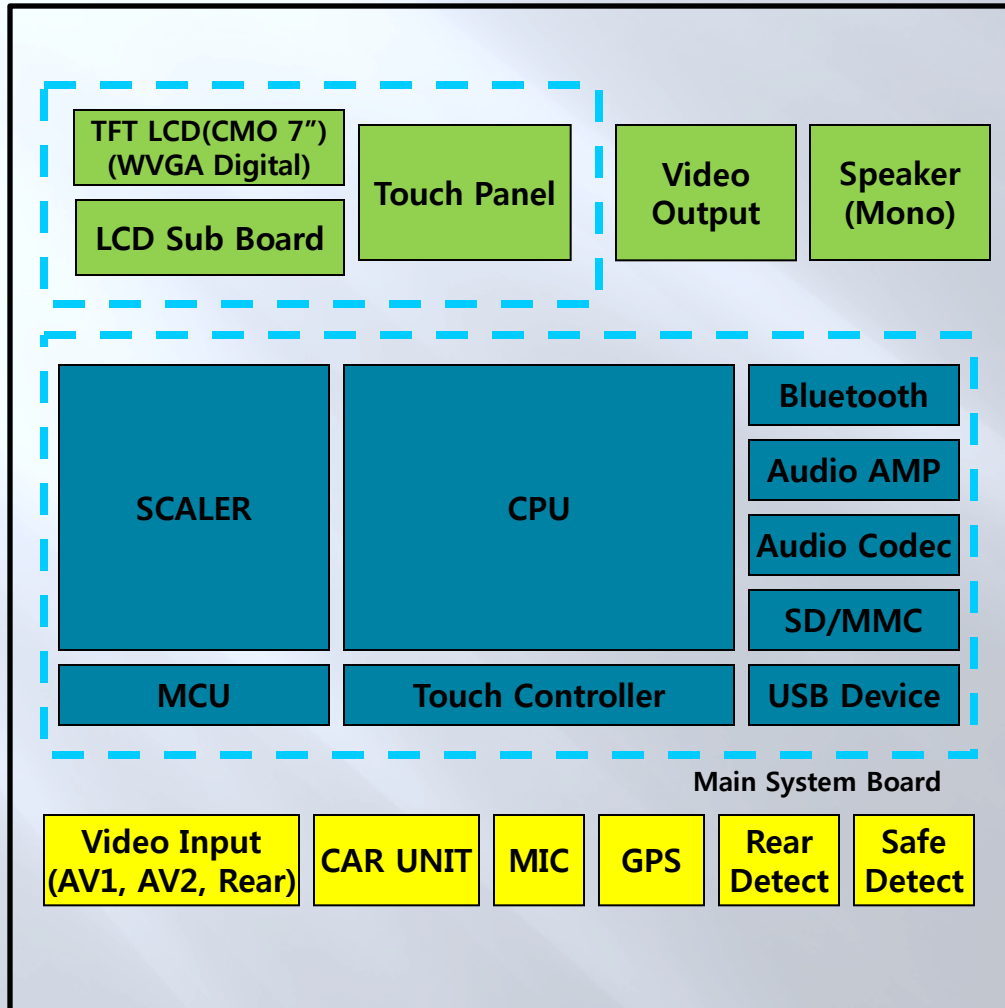 TFT LCD(CMO 7”)
(WVGA Digital)
LCD Sub Board
Touch Panel
Video
Output
Speaker
(Mono)
SCALER
CPU
Bluetooth
Audio AMP
Audio Codec
SD/MMC
MCU
Touch Controller
USB Device
Main System Board
Video Input
(AV1, AV2, Rear)
CAR UNIT
MIC
GPS
Rear
Detect
Safe
Detect